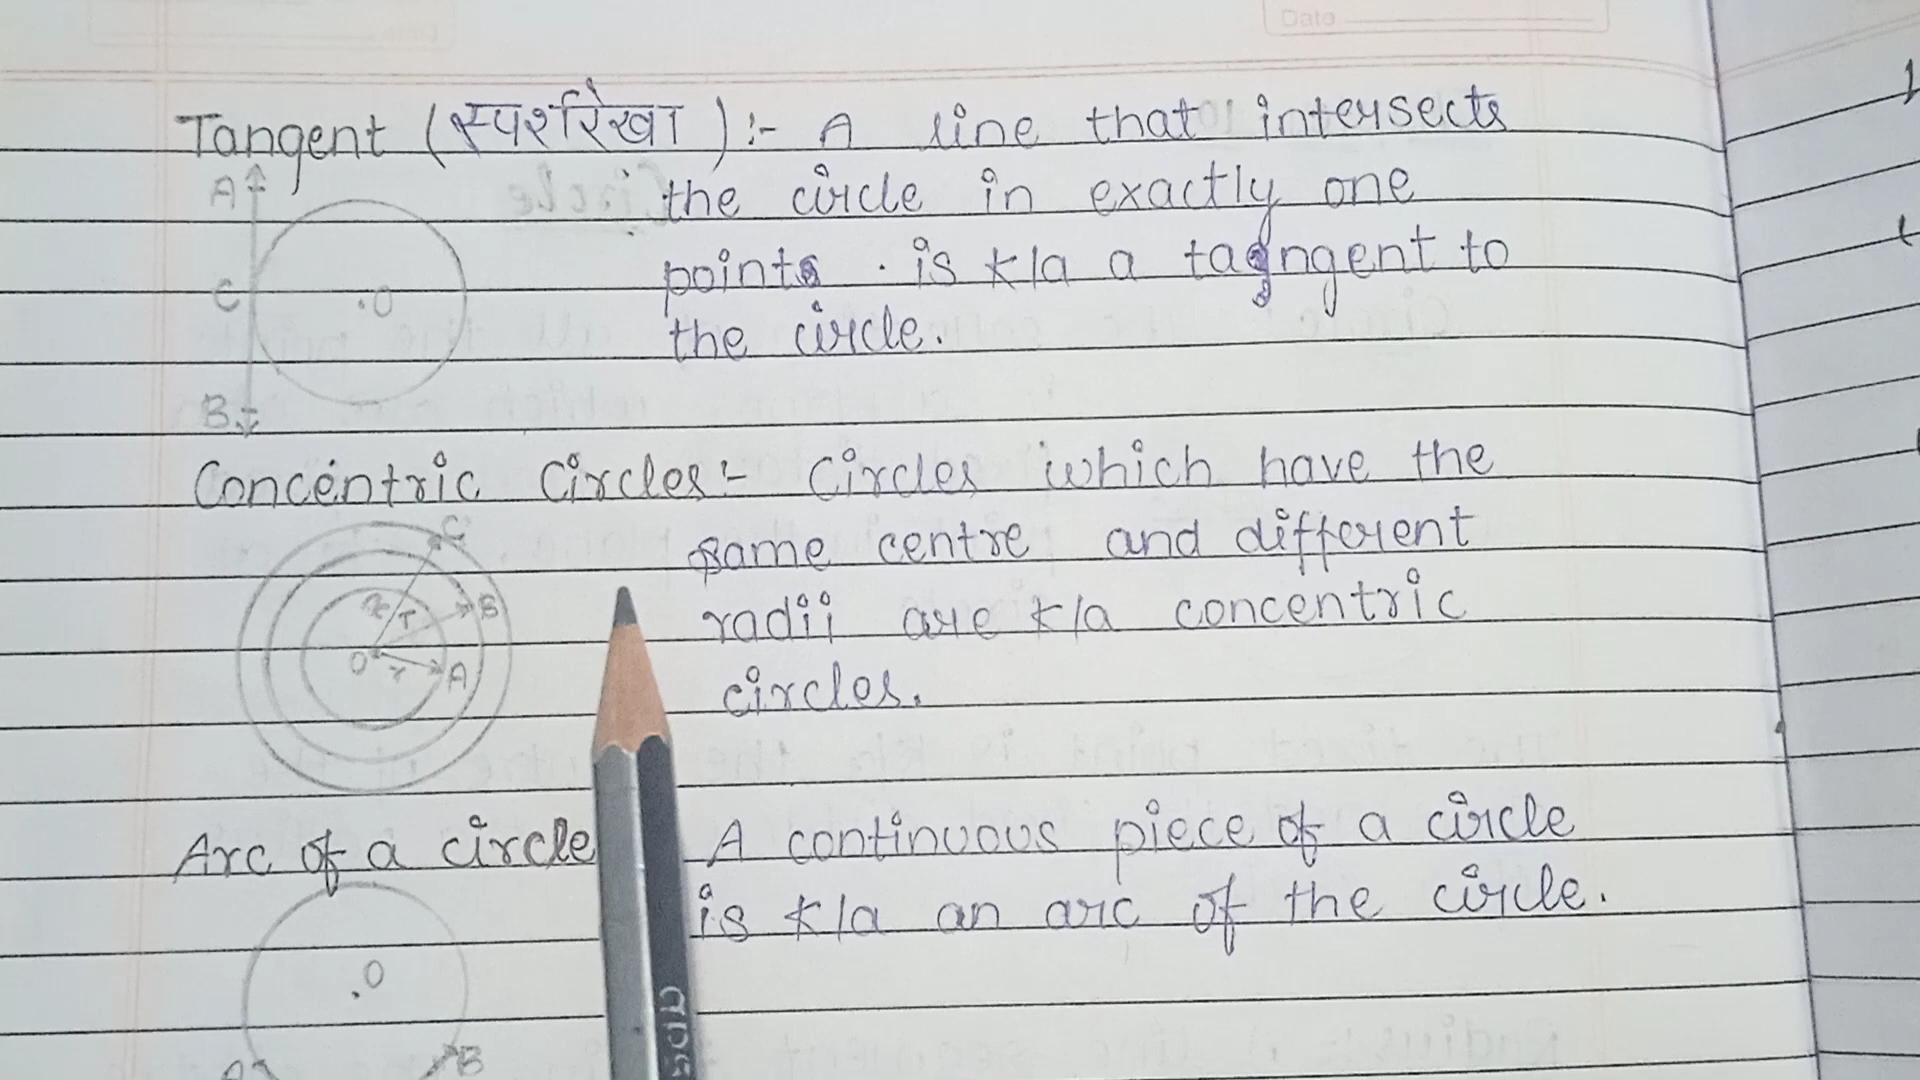 Date
Tangent (स्पर्शरेखा) :- A line that intersects
the circle in exactly one
points . is k/a a tangent to
the circle.
A
C
.O
B
Concentric Circles:- Circles which have the
same centre and different
radii are k/a concentric
circles.
C
B
O r A
Arc of a circle A continuous piece of a circle
is k/a an arc of the circle.
.O
A B